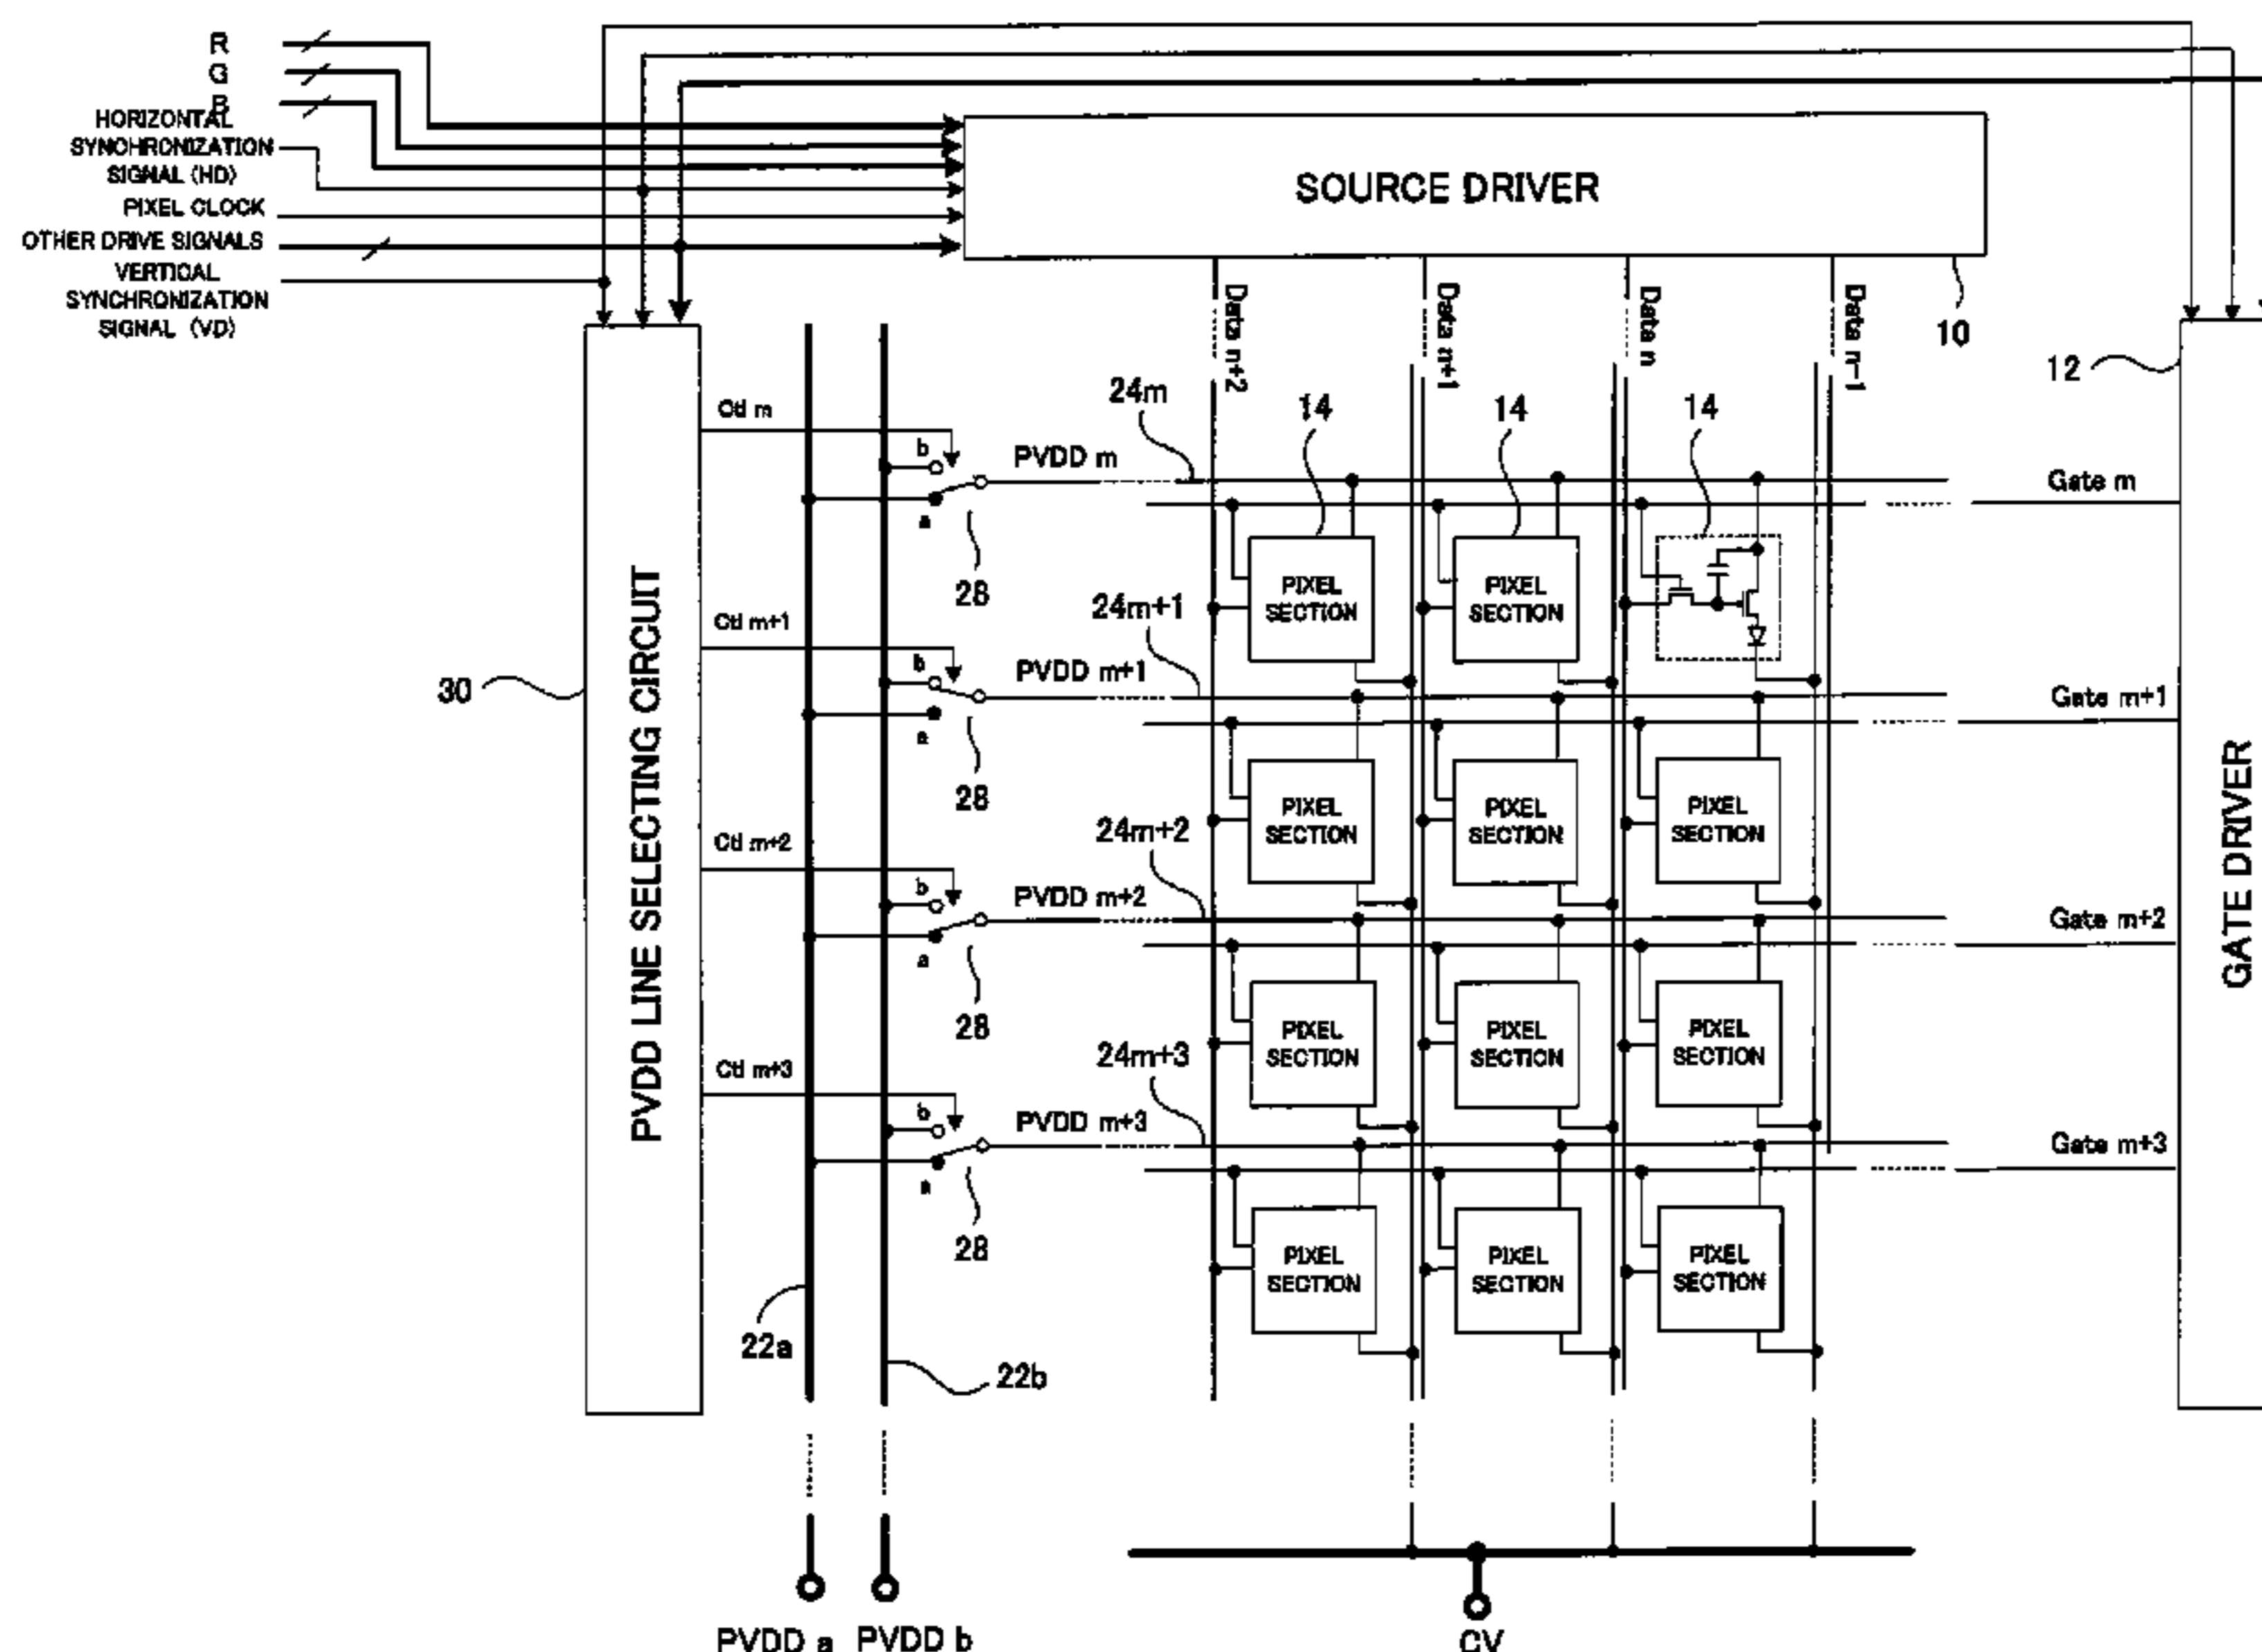 R
G
B
HORIZONTAL
SYNCHRONIZATION
SIGNAL (HD)
PIXEL CLOCK
OTHER DRIVE SIGNALS
VERTICAL
SYNCHRONIZATION
SIGNAL (VD)
SOURCE DRIVER
10
Data n+2
Data n+1
Data n
Data n-1
12
GATE DRIVER
30
PVDD LINE SELECTING CIRCUIT
Ctl m
b
a
28
PVDD m
24m
14
14
14
Gate m
PIXEL
SECTION
PIXEL
SECTION
Ctl m+1
b
a
28
PVDD m+1
24m+1
Gate m+1
PIXEL
SECTION
PIXEL
SECTION
PIXEL
SECTION
Ctl m+2
b
a
28
PVDD m+2
24m+2
Gate m+2
PIXEL
SECTION
PIXEL
SECTION
PIXEL
SECTION
Ctl m+3
b
a
28
PVDD m+3
24m+3
Gate m+3
PIXEL
SECTION
PIXEL
SECTION
PIXEL
SECTION
22a
22b
PVDD a
PVDD b
CV